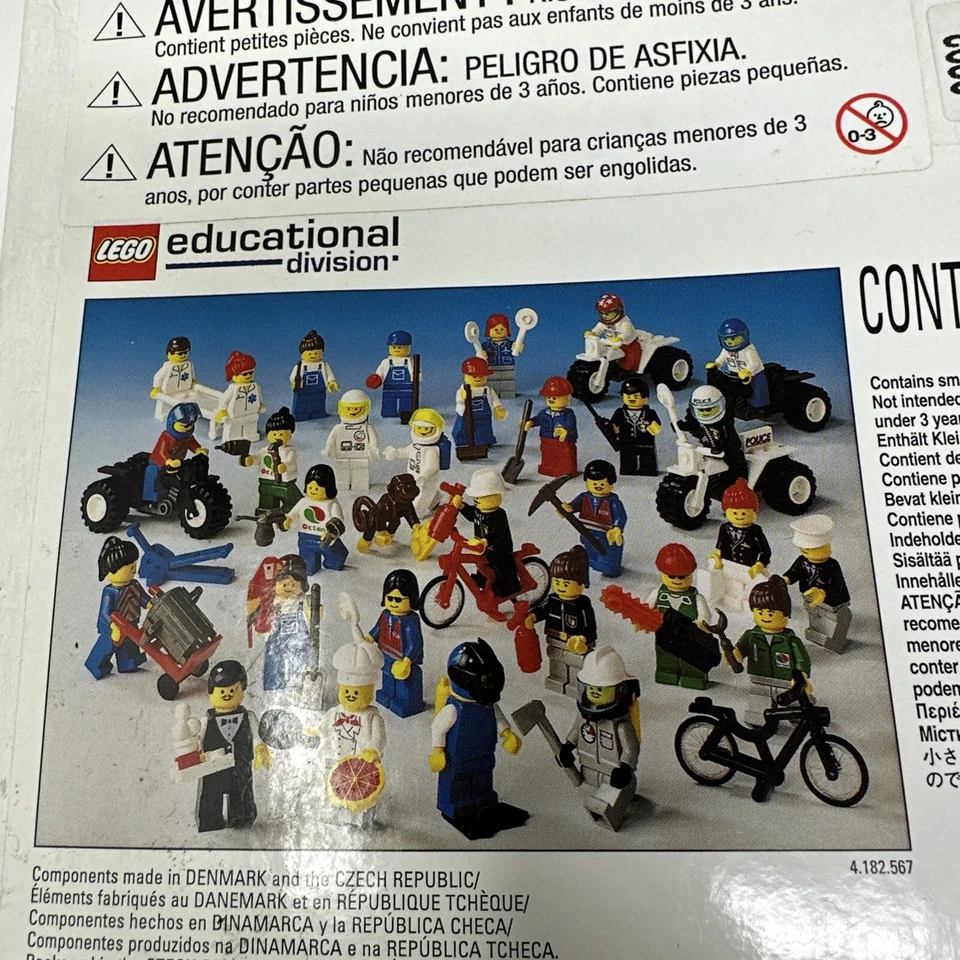 AVERTISSEMENT
Contient petites pièces. Ne convient pas aux enfants de moins de 3 ans.
ADVERTENCIA: PELIGRO DE ASFIXIA.
No recomendado para niños menores de 3 años. Contiene piezas pequeñas.
0-3
ATENÇÃO: Não recomendável para crianças menores de 3
anos, por conter partes pequenas que podem ser engolidas.
LEGO educational
division
CONT
Contains sm
Not intended
under 3 year
Enthält Klei
Contient de
Contiene p
Bevat klein
Contiene p
Indeholde
Sisältää p
Innehålle
ATENÇÃ
recome
menore
conter
podem
Περιέ
Місти
小さ
ので
POLICE
POLICE
Octan
4.182.567
Components made in DENMARK and the CZECH REPUBLIC/
Éléments fabriqués au DANEMARK et en RÉPUBLIQUE TCHÈQUE/
Componentes hechos en DINAMARCA y la REPÚBLICA CHECA/
Componentes produzidos na DINAMARCA e na REPÚBLICA TCHECA.